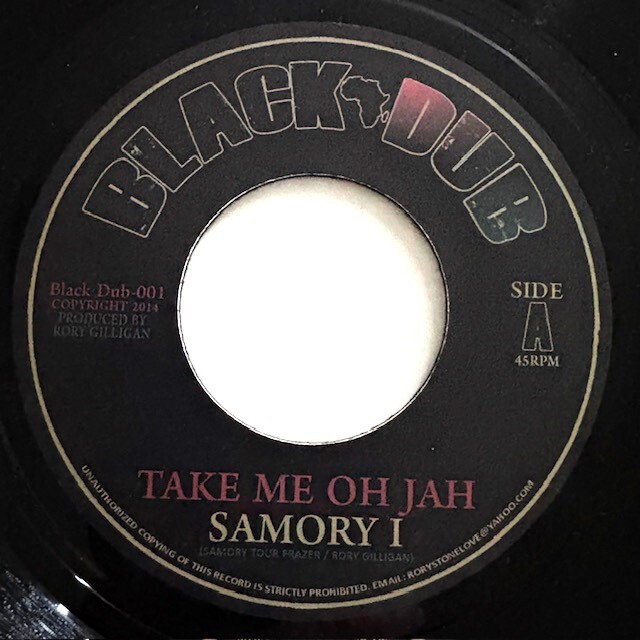 BLACK DUB
Black Dub-001
COPYRIGHT 2014
PRODUCED BY
RORY GILLIGAN
SIDE
A
45RPM
TAKE ME OH JAH
SAMORY I
(SAMORY TOUR FRAZER / RORY GILLIGAN)
UNAUTHORIZED COPYING OF THIS RECORD IS STRICTLY PROHIBITED. EMAIL: RORYSTONELOVE@YAHOO.COM